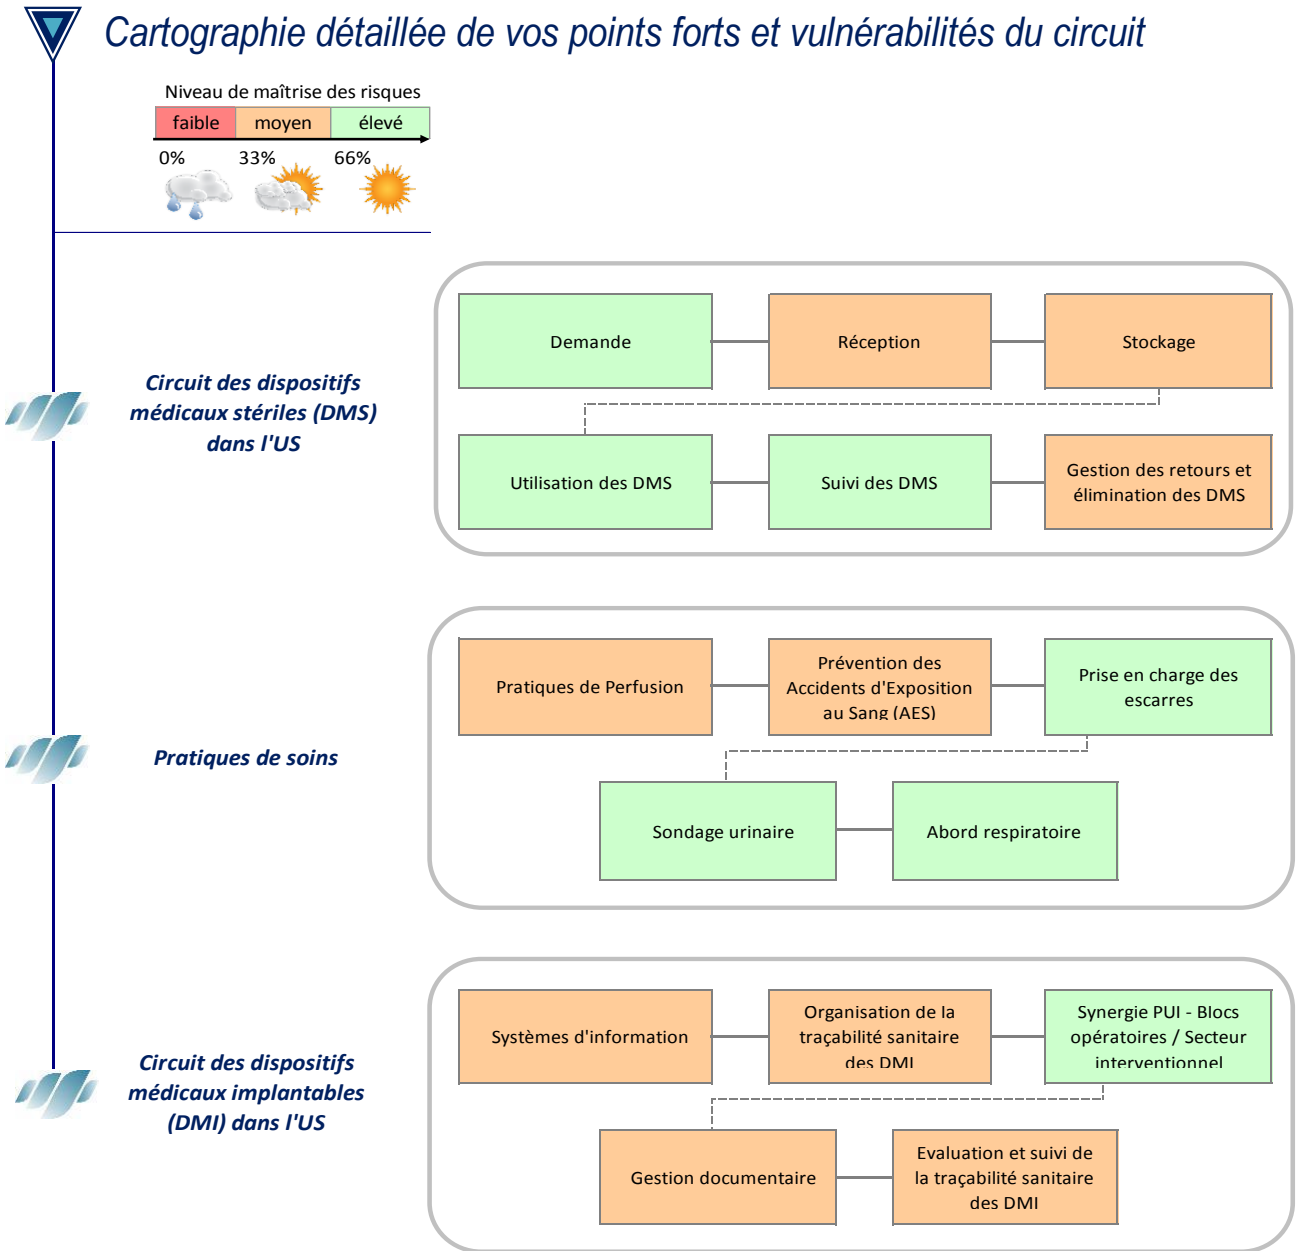 Cartographie détaillée de vos points forts et vulnérabilités du circuit
Niveau de maîtrise des risques
faible moyen élevé
0% 33% 66%
Circuit des dispositifs
médicaux stériles (DMS)
dans l'US
Demande Réception Stockage
Utilisation des DMS Suivi des DMS Gestion des retours et
élimination des DMS
Pratiques de soins
Pratiques de Perfusion
Prévention des
Accidents d'Exposition
au Sang (AES)
Prise en charge des
escarres
Sondage urinaire Abord respiratoire
Circuit des dispositifs
médicaux implantables
(DMI) dans l'US
Systèmes d'information
Organisation de la
traçabilité sanitaire
des DMI
Synergie PUI - Blocs
opératoires / Secteur
interventionnel
Gestion documentaire
Evaluation et suivi de
la traçabilité sanitaire
des DMI